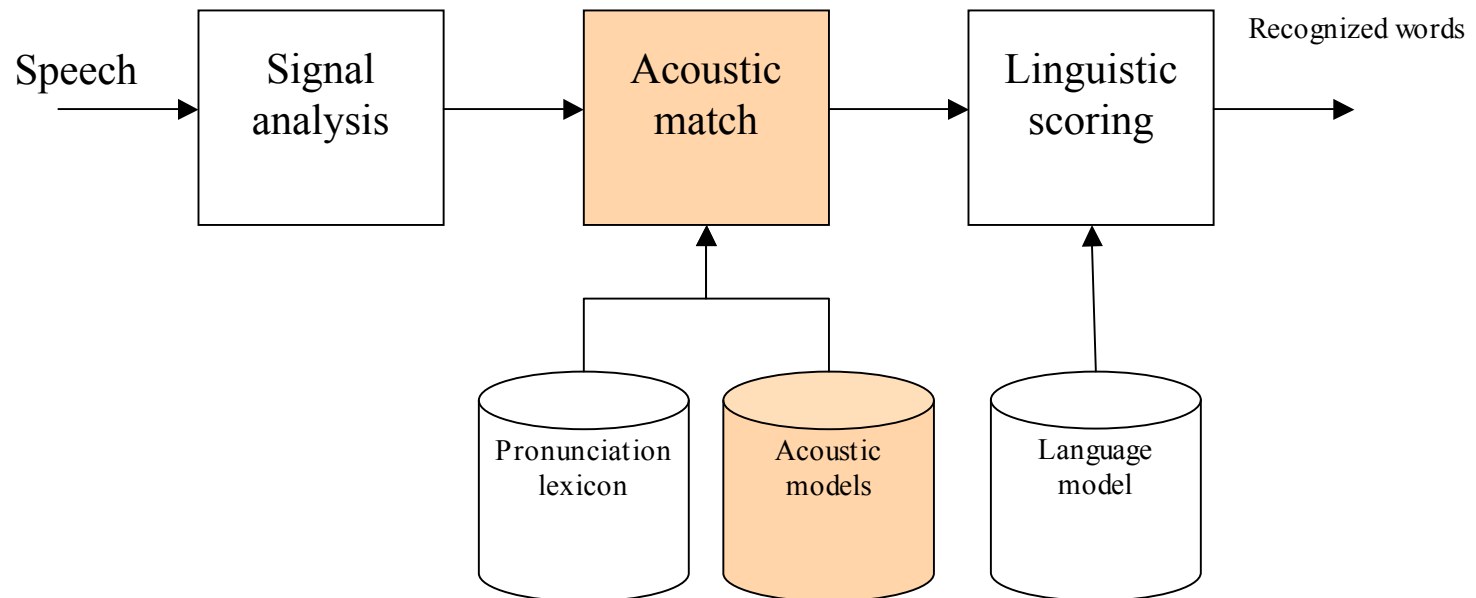 Speech
Signal
analysis
Acoustic
match
Linguistic
scoring
Recognized words
Pronunciation
lexicon
Acoustic
models
Language
model